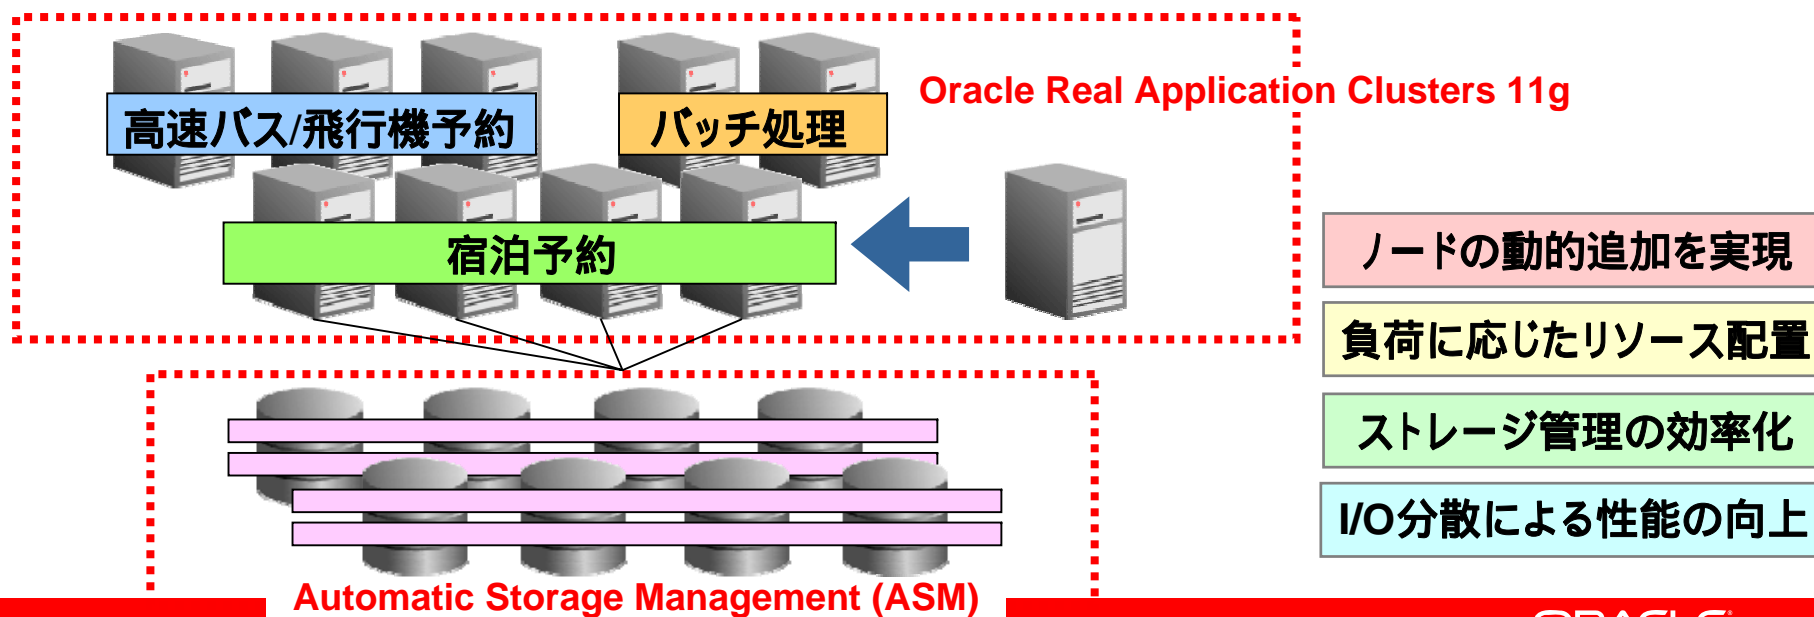 Oracle Real Application Clusters 11g
高速バス/飛行機予約
バッチ処理
宿泊予約
ノードの動的追加を実現
負荷に応じたリソース配置
ストレージ管理の効率化
I/O分散による性能の向上
Automatic Storage Management (ASM)